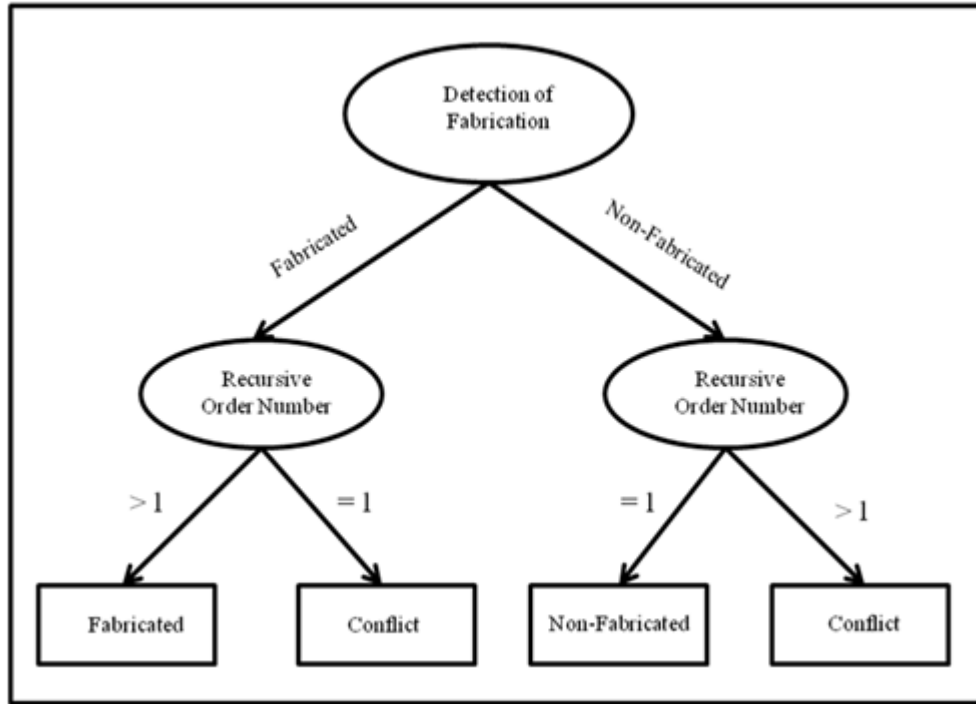 Detection of
Fabrication
Fabricated
Non-Fabricated
Recursive
Order Number
Recursive
Order Number
> 1
= 1
= 1
> 1
Fabricated
Conflict
Non-Fabricated
Conflict